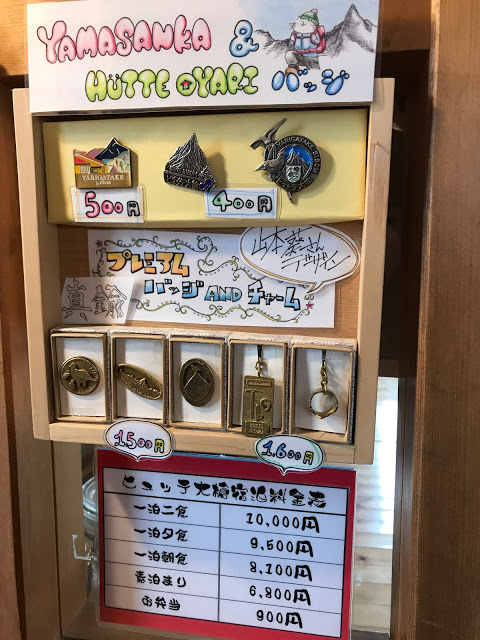 YAMASANKA &
HÜTTE OYARI バッジ
YARIGATAKE
500円
400円
山本
さん
デザイン
プレミアム
バッジ AND チャーム
真鍮
1,500円
1,600円
ヒュッテ大槍宿泊料金表
一泊二食 10,000円
一泊夕食 9,500円
一泊朝食 8,100円
素泊まり 6,800円
お弁当 900円